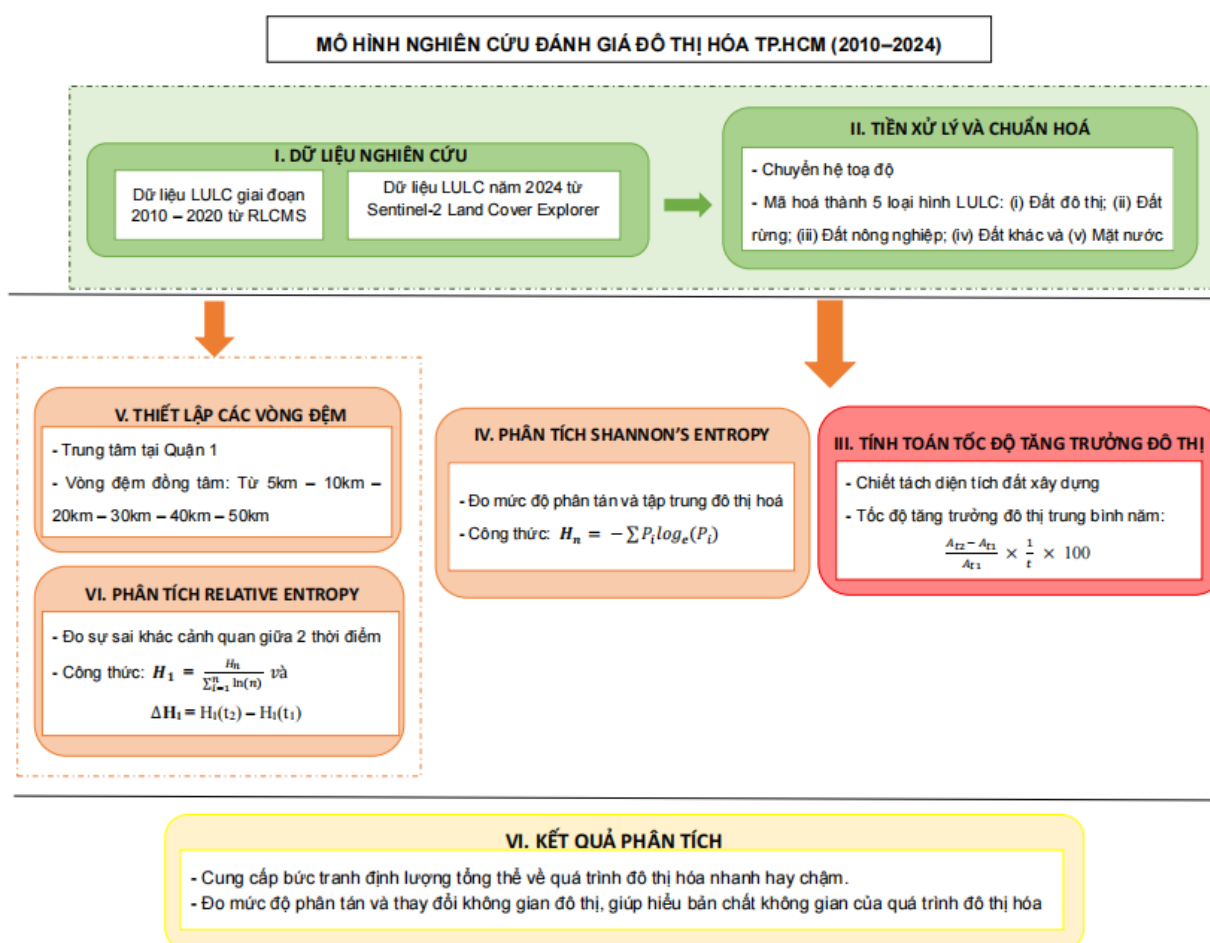 MÔ HÌNH NGHIÊN CỨU ĐÁNH GIÁ ĐÔ THỊ HÓA TP.HCM (2010–2024)
I. DỮ LIỆU NGHIÊN CỨU
Dữ liệu LULC giai đoạn
2010 – 2020 từ RLCMS
Dữ liệu LULC năm 2024 từ
Sentinel-2 Land Cover Explorer
II. TIỀN XỬ LÝ VÀ CHUẨN HOÁ
- Chuyển hệ toạ độ
- Mã hoá thành 5 loại hình LULC: (i) Đất đô thị; (ii) Đất
rừng; (iii) Đất nông nghiệp; (iv) Đất khác và (v) Mặt nước
V. THIẾT LẬP CÁC VÒNG ĐỆM
- Trung tâm tại Quận 1
- Vòng đệm đồng tâm: Từ 5km – 10km –
20km – 30km – 40km – 50km
VI. PHÂN TÍCH RELATIVE ENTROPY
- Đo sự sai khác cảnh quan giữa 2 thời điểm
- Công thức: H₁ = Hₙ / ∑ⁿᵢ₌₁ ln(n) và
ΔH₁ = H₁(t₂) – H₁(t₁)
IV. PHÂN TÍCH SHANNON'S ENTROPY
- Đo mức độ phân tán và tập trung đô thị hoá
- Công thức: Hₙ = − ∑ Pᵢlogₑ(Pᵢ)
III. TÍNH TOÁN TỐC ĐỘ TĂNG TRƯỞNG ĐÔ THỊ
- Chiết tách diện tích đất xây dựng
- Tốc độ tăng trưởng đô thị trung bình năm:
(Aₜ₂ − Aₜ₁) / Aₜ₁ × 1/t × 100
VI. KẾT QUẢ PHÂN TÍCH
- Cung cấp bức tranh định lượng tổng thể về quá trình đô thị hóa nhanh hay chậm.
- Đo mức độ phân tán và thay đổi không gian đô thị, giúp hiểu bản chất không gian của quá trình đô thị hóa